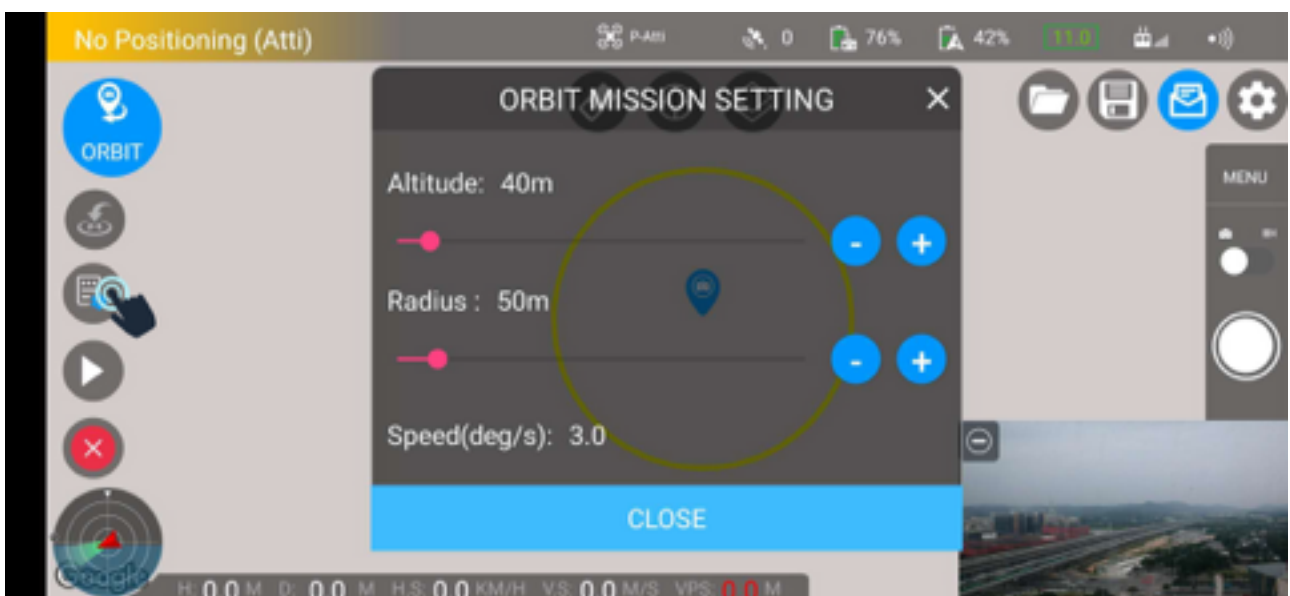 No Positioning (Atti) P-Atti 0 76% 42% 11.0
ORBIT
ORBIT MISSION SETTING
MENU
Altitude: 40m
-
+
Radius : 50m
-
+
Speed(deg/s): 3.0
CLOSE
Google
H: 0.0 M D: 0.0 M H.S: 0.0 KM/H V.S: 0.0 M/S VPS: 0.0 M